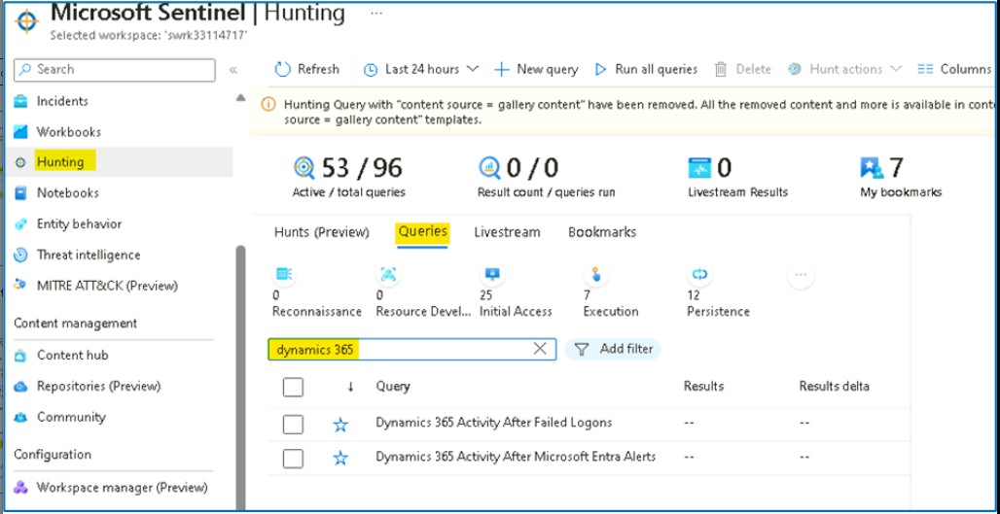 Microsoft Sentinel | Hunting ...
Selected workspace: 'swrk33114717'
Search «
Refresh Last 24 hours New query Run all queries Delete Hunt actions Columns
Incidents
Workbooks
Hunting
Notebooks
Entity behavior
Threat intelligence
MITRE ATT&CK (Preview)
Content management
Content hub
Repositories (Preview)
Community
Configuration
Workspace manager (Preview)
Hunting Query with "content source = gallery content" have been removed. All the removed content and more is available in
source = gallery content" templates.
53 / 96 0 / 0 0 7
Active / total queries Result count / queries run Livestream Results My bookmarks
Hunts (Preview) Queries Livestream Bookmarks
0 0 25 7 12 ...
Reconnaissance Resource Devel... Initial Access Execution Persistence
dynamics 365 Add filter
↓ Query Results Results delta
Dynamics 365 Activity After Failed Logons -- --
Dynamics 365 Activity After Microsoft Entra Alerts -- --